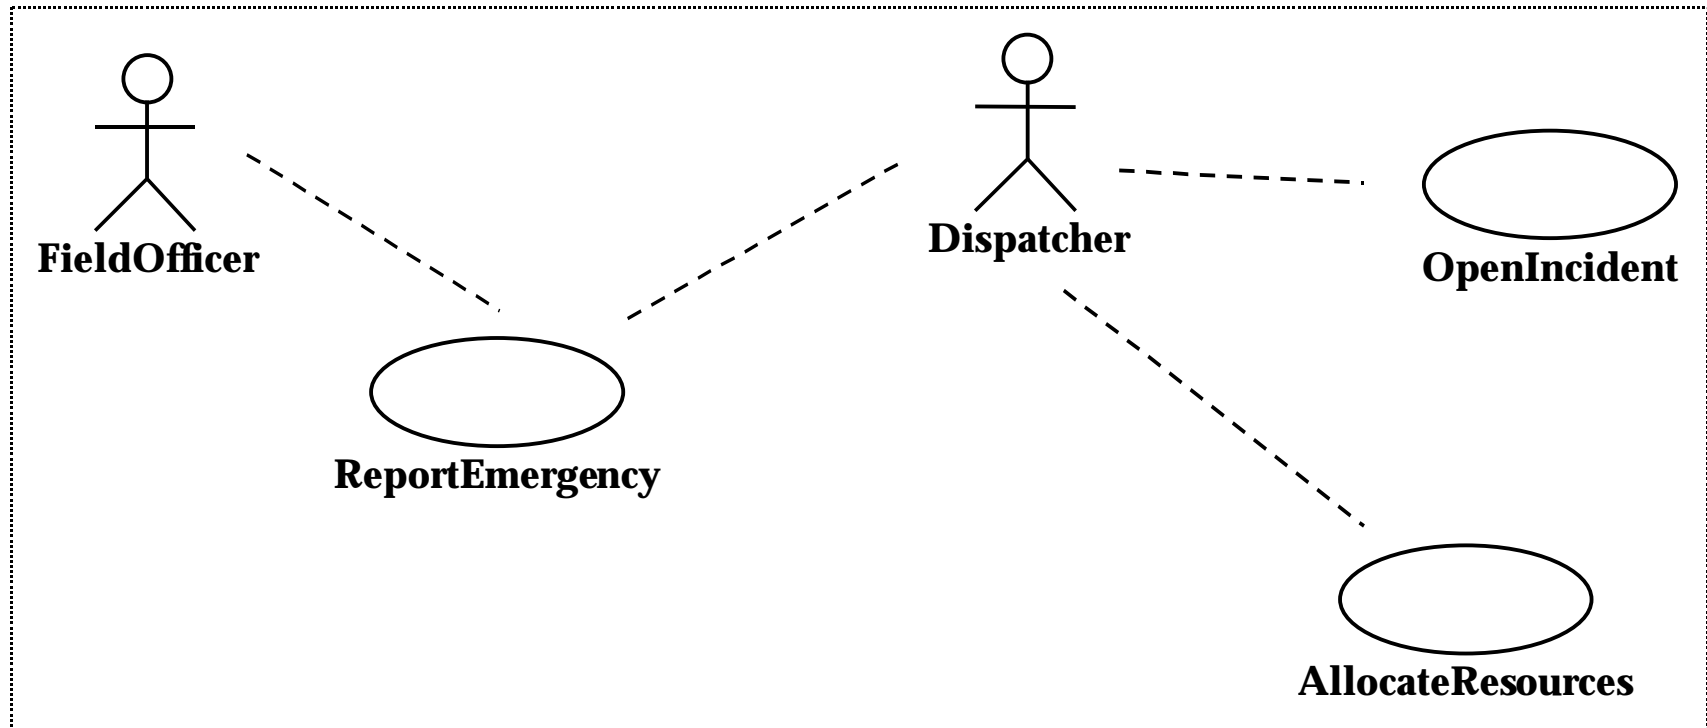 FieldOfficer
Dispatcher
OpenIncident
ReportEmergency
AllocateResources